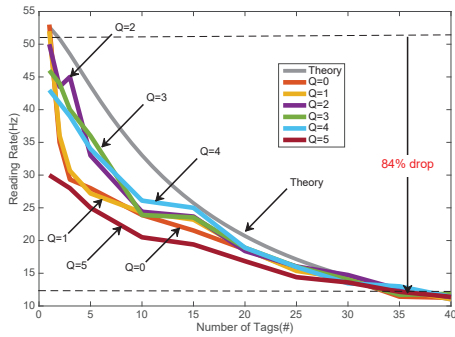 55
50
45
40
35
30
25
20
15
10
Reading Rate(Hz)
0
5
10
15
20
25
30
35
40
Number of Tags(#)
Q=2
Q=3
Q=4
Theory
Q=1
Q=5
Q=0
Theory
Q=0
Q=1
Q=2
Q=3
Q=4
Q=5
84% drop